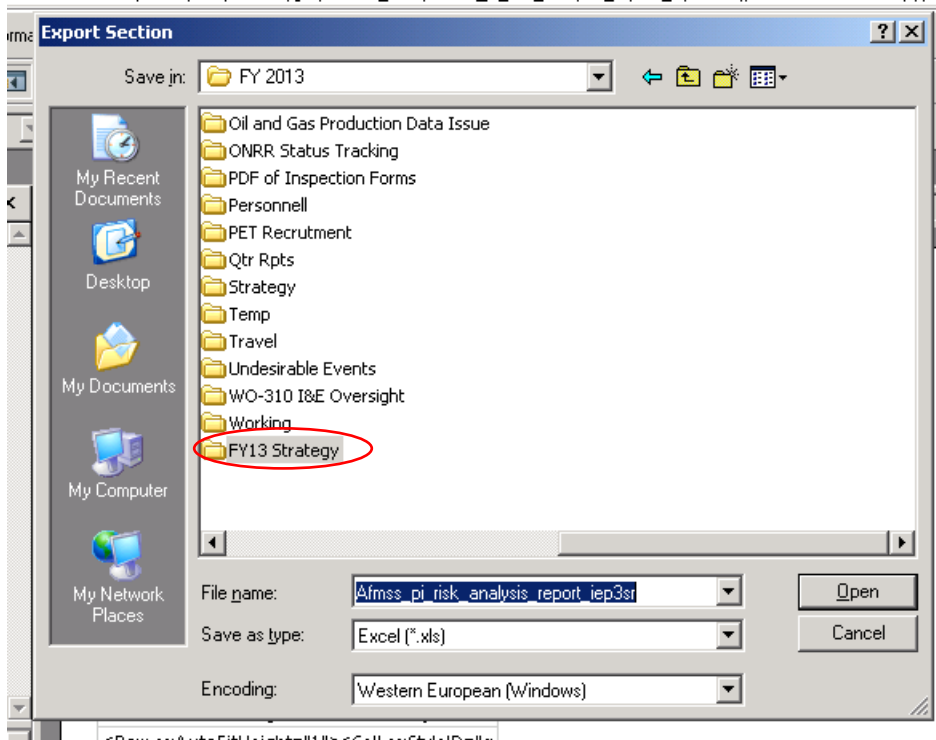 Export Section
Save in:
FY 2013
My Recent
Documents
Desktop
My Documents
My Computer
My Network
Places
Oil and Gas Production Data Issue
ONRR Status Tracking
PDF of Inspection Forms
Personnell
PET Recrutment
Qtr Rpts
Strategy
Temp
Travel
Undesirable Events
WO-310 I&E Oversight
Working
FY13 Strategy
File name:
Afmss_pi_risk_analysis_report_iep3sr
Open
Save as type:
Excel (*.xls)
Cancel
Encoding:
Western European (Windows)